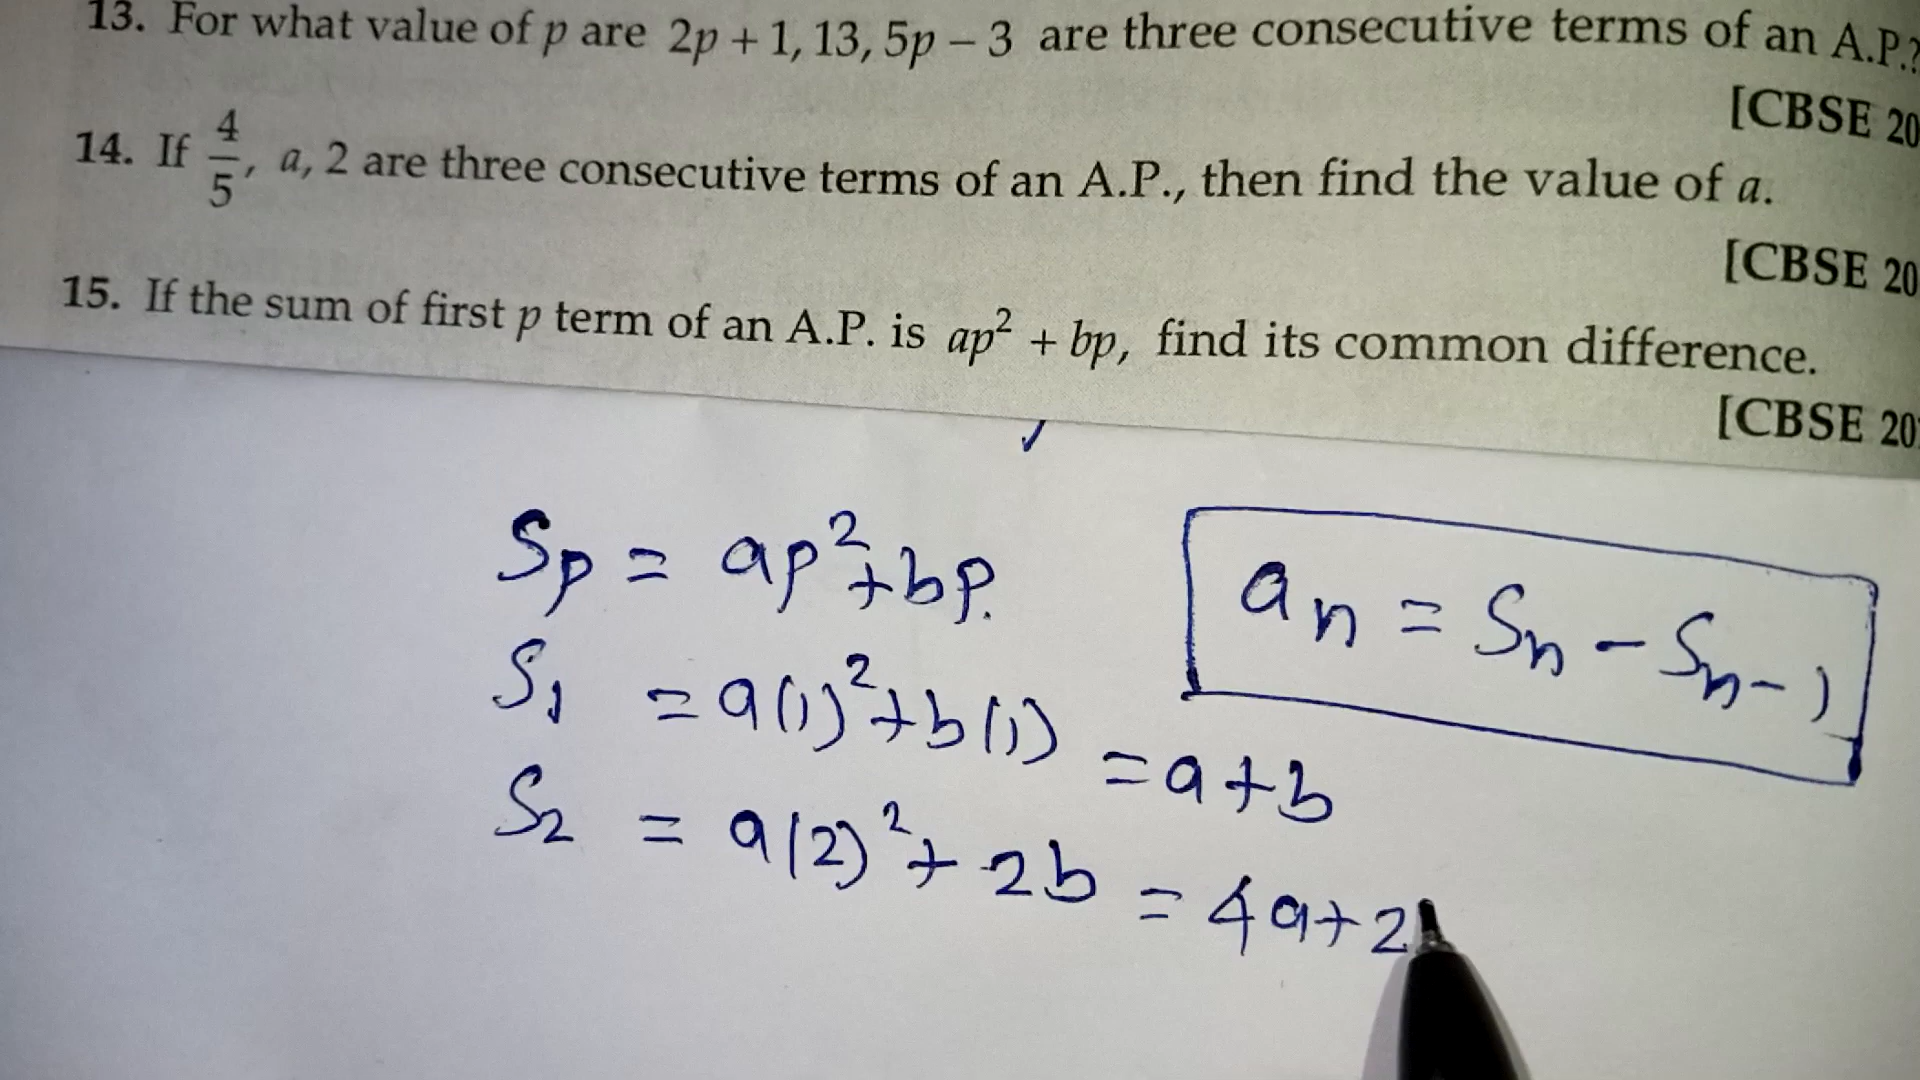 13. For what value of p are 2p + 1, 13, 5p − 3 are three consecutive terms of an A.P.?
[CBSE 20
14. If 4/5, a, 2 are three consecutive terms of an A.P., then find the value of a.
[CBSE 20
15. If the sum of first p term of an A.P. is ap² + bp, find its common difference.
[CBSE 20
Sp = ap² + bp.
an = Sn − Sn−1
S1 = a(1)² + b(1) = a + b
S2 = a(2)² + 2b = 4a + 2